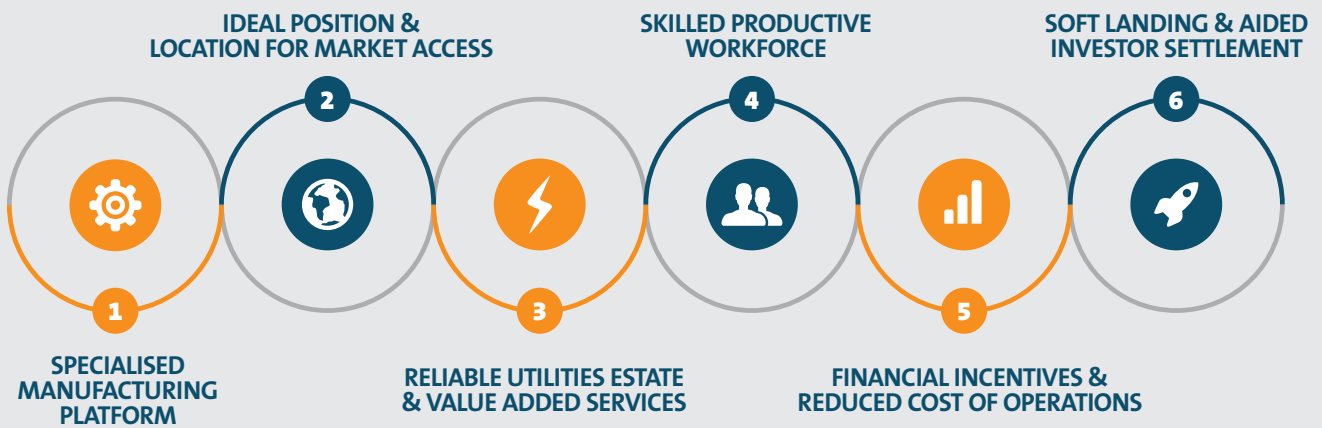 IDEAL POSITION &
LOCATION FOR MARKET ACCESS
SKILLED PRODUCTIVE
WORKFORCE
SOFT LANDING & AIDED
INVESTOR SETTLEMENT
2
4
6
1
3
5
SPECIALISED
MANUFACTURING
PLATFORM
RELIABLE UTILITIES ESTATE
& VALUE ADDED SERVICES
FINANCIAL INCENTIVES &
REDUCED COST OF OPERATIONS